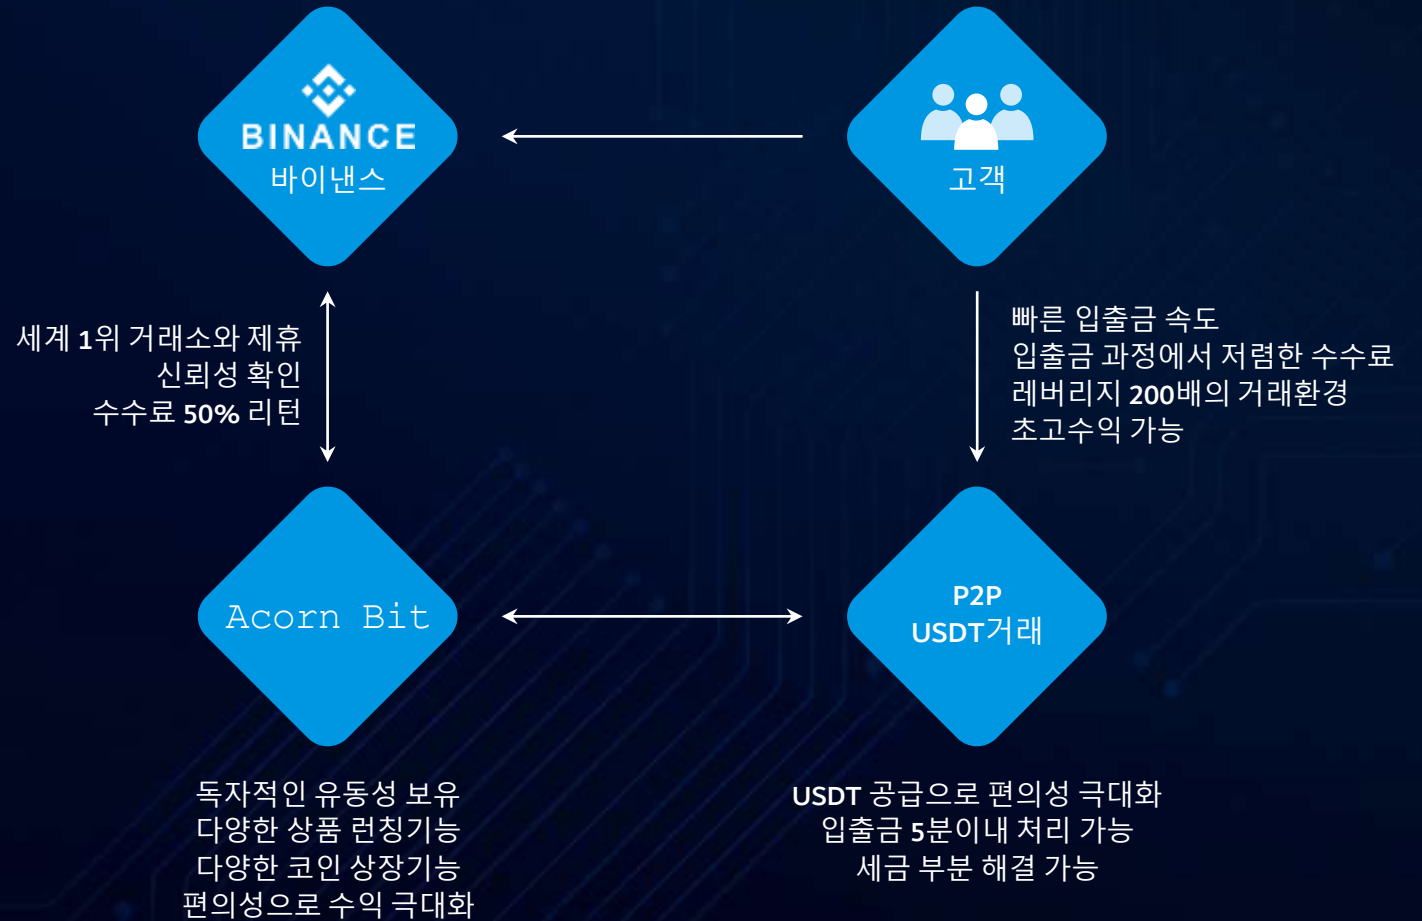 BINANCE
바이낸스
고객
세계 1위 거래소와 제휴
신뢰성 확인
수수료 50% 리턴
빠른 입출금 속도
입출금 과정에서 저렴한 수수료
레버리지 200배의 거래환경
초고수익 가능
Acorn Bit
P2P
USDT거래
독자적인 유동성 보유
다양한 상품 런칭기능
다양한 코인 상장기능
편의성으로 수익 극대화
USDT 공급으로 편의성 극대화
입출금 5분이내 처리 가능
세금 부분 해결 가능